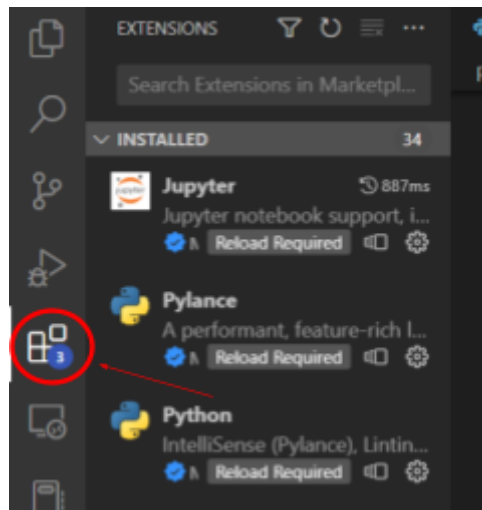 EXTENSIONS
Search Extensions in Marketpl...
INSTALLED 34
Jupyter 887ms
Jupyter notebook support, i...
Reload Required
Pylance
A performant, feature-rich l...
Reload Required
3
Python
IntelliSense (Pylance), Lintin...
Reload Required